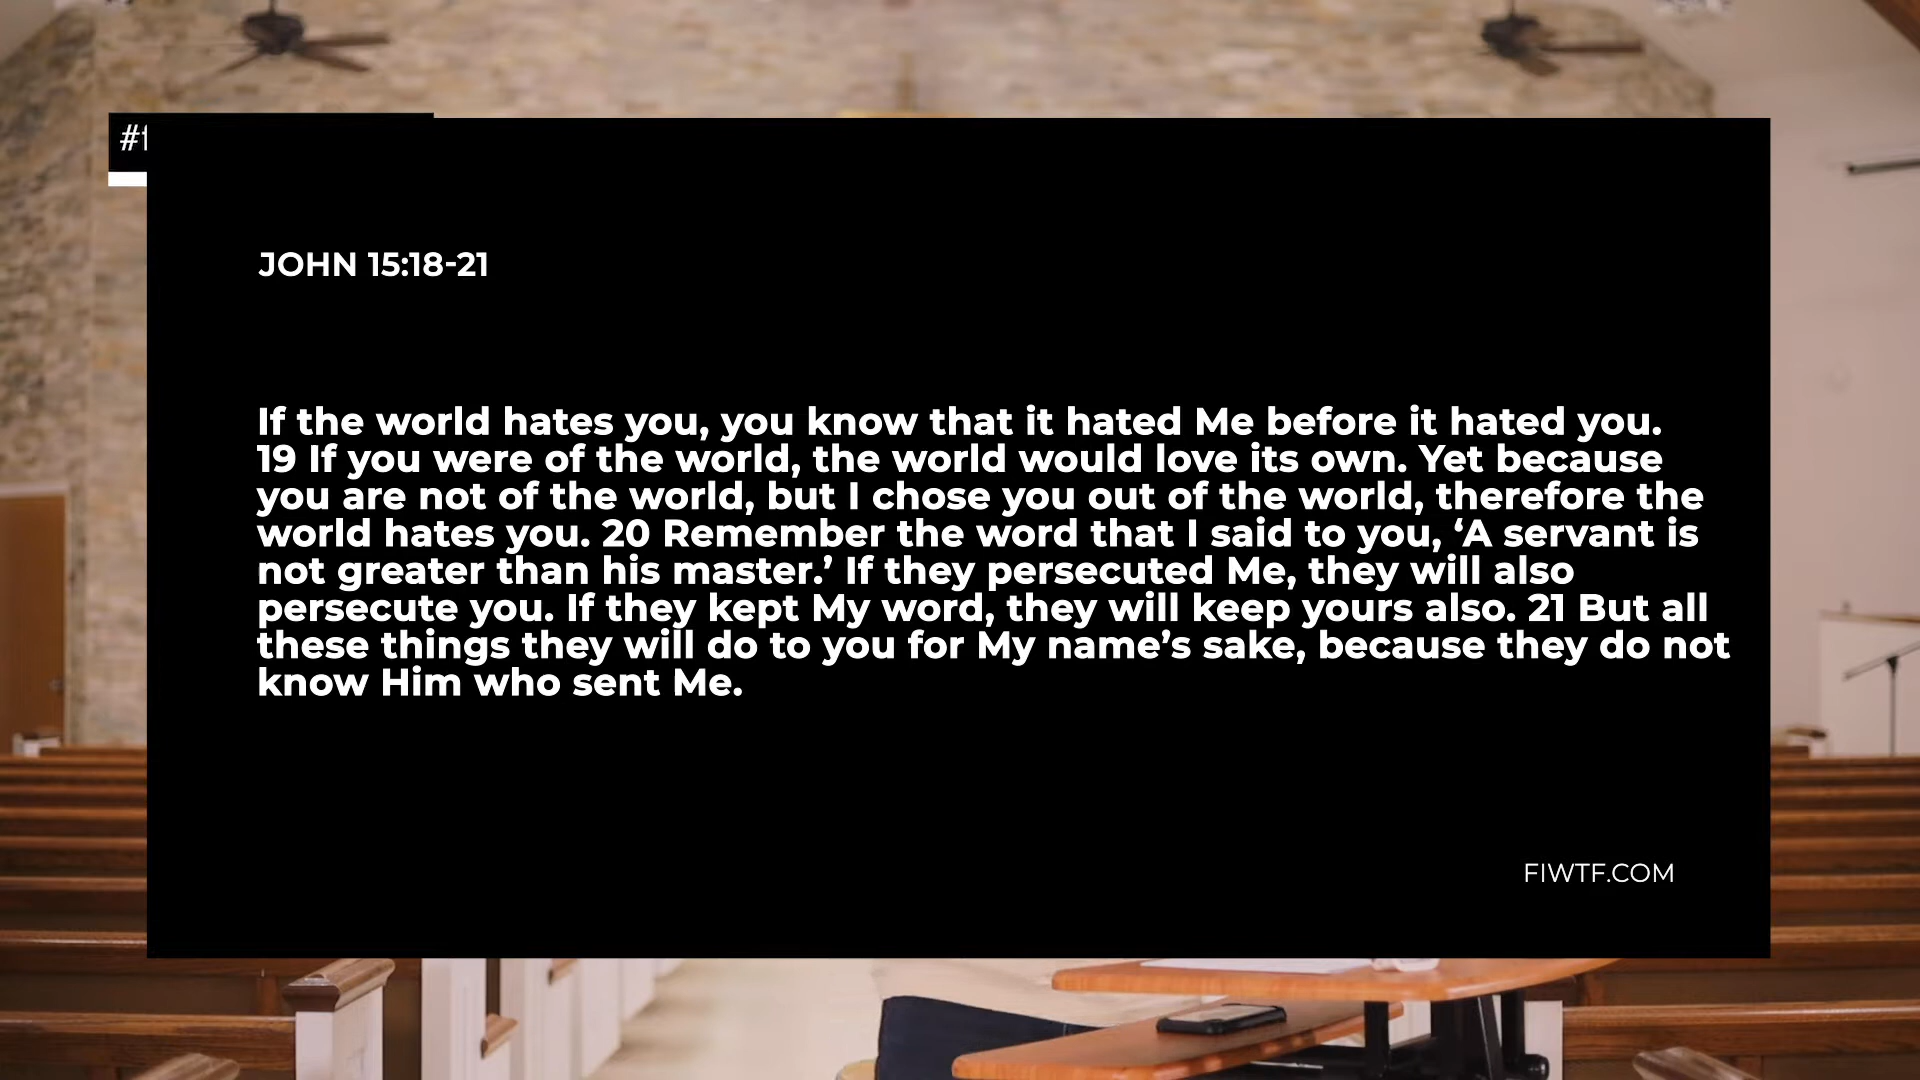 #f
JOHN 15:18-21
If the world hates you, you know that it hated Me before it hated you.
19 If you were of the world, the world would love its own. Yet because
you are not of the world, but I chose you out of the world, therefore the
world hates you. 20 Remember the word that I said to you, ‘A servant is
not greater than his master.’ If they persecuted Me, they will also
persecute you. If they kept My word, they will keep yours also. 21 But all
these things they will do to you for My name’s sake, because they do not
know Him who sent Me.
FIWTF.COM